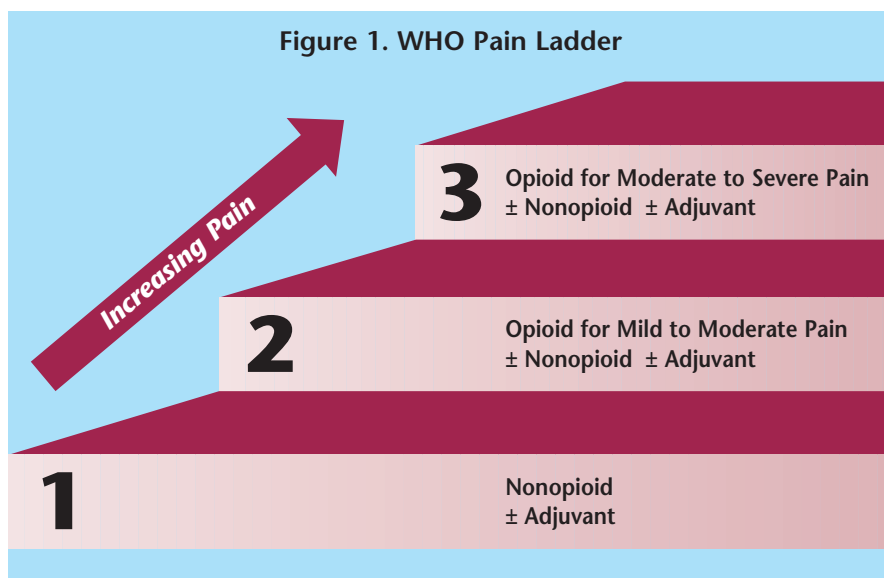 Figure 1. WHO Pain Ladder
Increasing Pain
3
Opioid for Moderate to Severe Pain
± Nonopioid ± Adjuvant
2
Opioid for Mild to Moderate Pain
± Nonopioid ± Adjuvant
1
Nonopioid
± Adjuvant